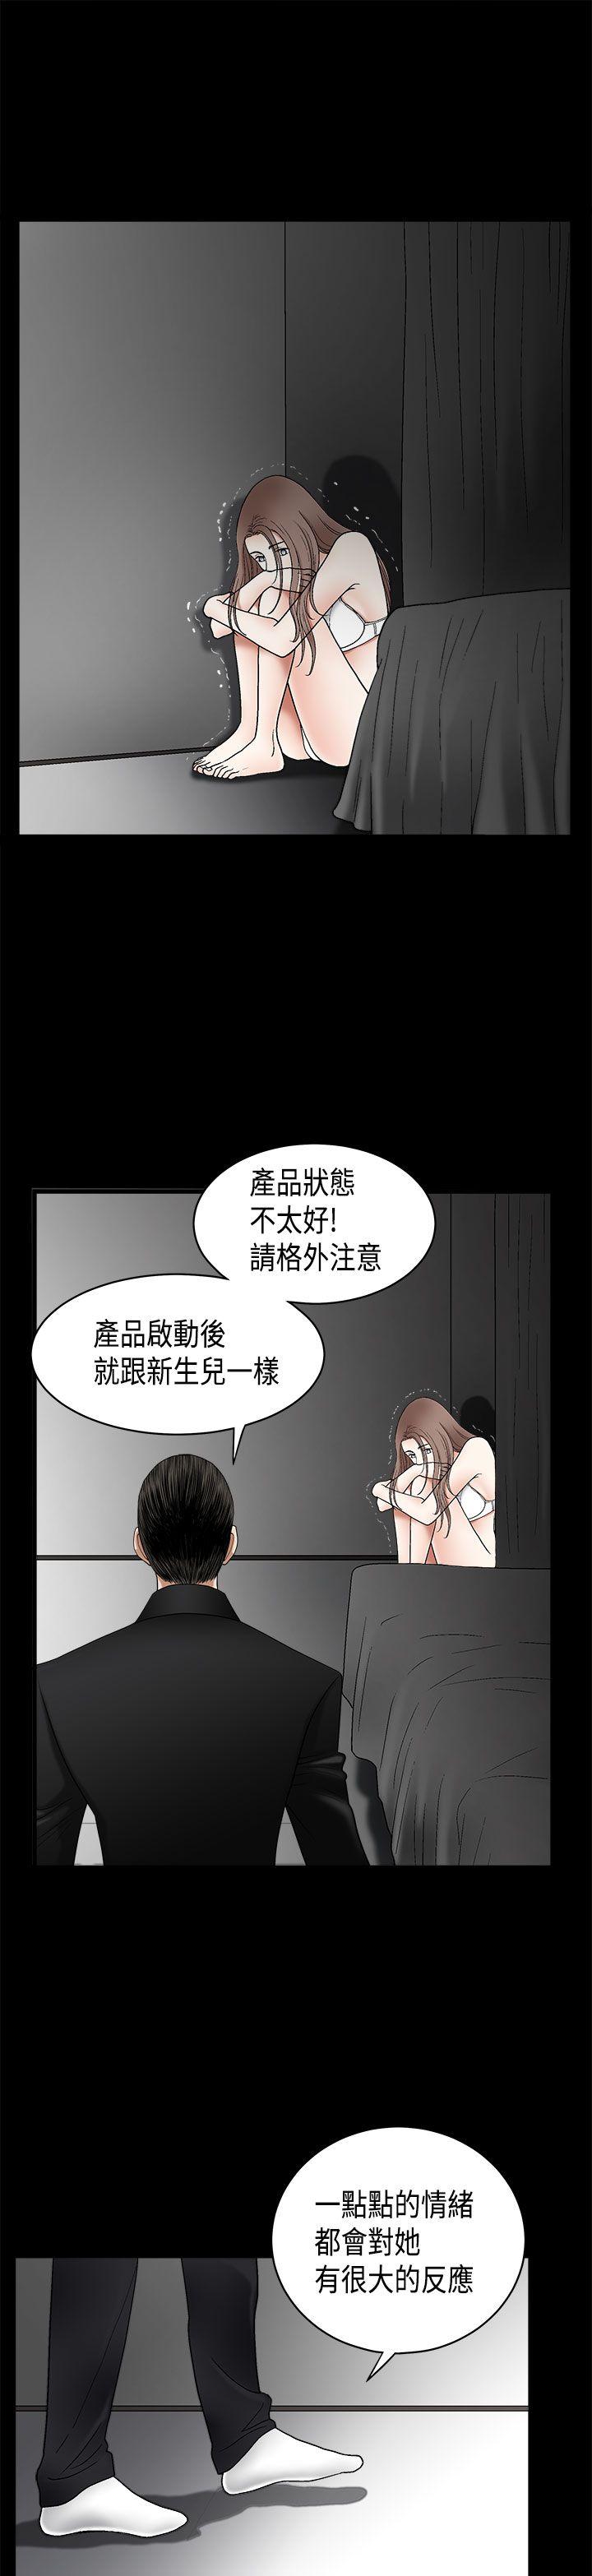 產品狀態
不太好!
請格外注意
產品啟動後
就跟新生兒一樣
一點點的情緒
都會對她
有很大的反應